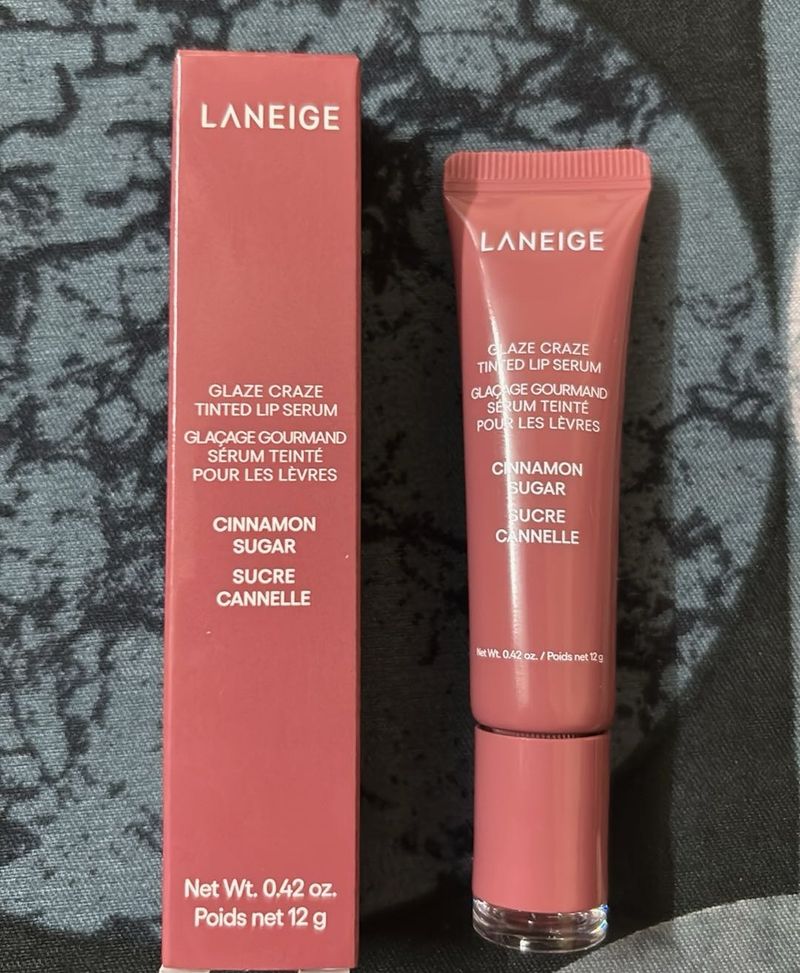 LANEIGE
GLAZE CRAZE
TINTED LIP SERUM
GLAÇAGE GOURMAND
SÉRUM TEINTÉ
POUR LES LÈVRES
CINNAMON
SUGAR
SUCRE
CANNELLE
Net Wt. 0.42 oz.
Poids net 12 g
LANEIGE
GLAZE CRAZE
TINTED LIP SERUM
GLAÇAGE GOURMAND
SÉRUM TEINTÉ
POUR LES LÈVRES
CINNAMON
SUGAR
SUCRE
CANNELLE
Net Wt. 0.42 oz. / Poids net 12 g